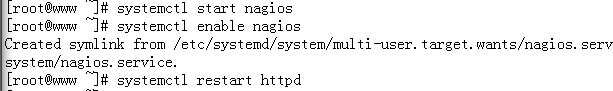 [root@www ~]# systemctl start nagios
[root@www ~]# systemctl enable nagios
Created symlink from /etc/systemd/system/multi-user.target.wants/nagios.serv
system/nagios.service.
[root@www ~]# systemctl restart httpd